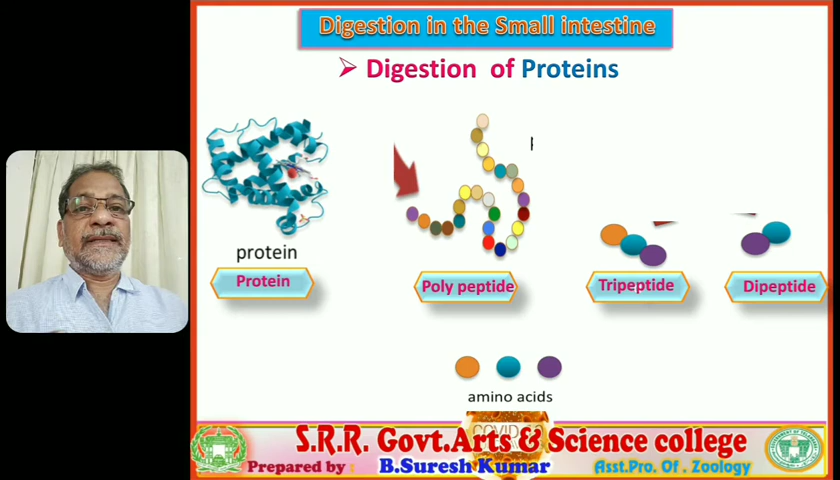 Digestion in the Small intestine
➢ Digestion of Proteins
protein
Protein
Poly peptide
Tripeptide
Dipeptide
amino acids
S.R.R. Govt.Arts & Science college
Prepared by : B.Suresh Kumar Asst.Pro. Of . Zoology